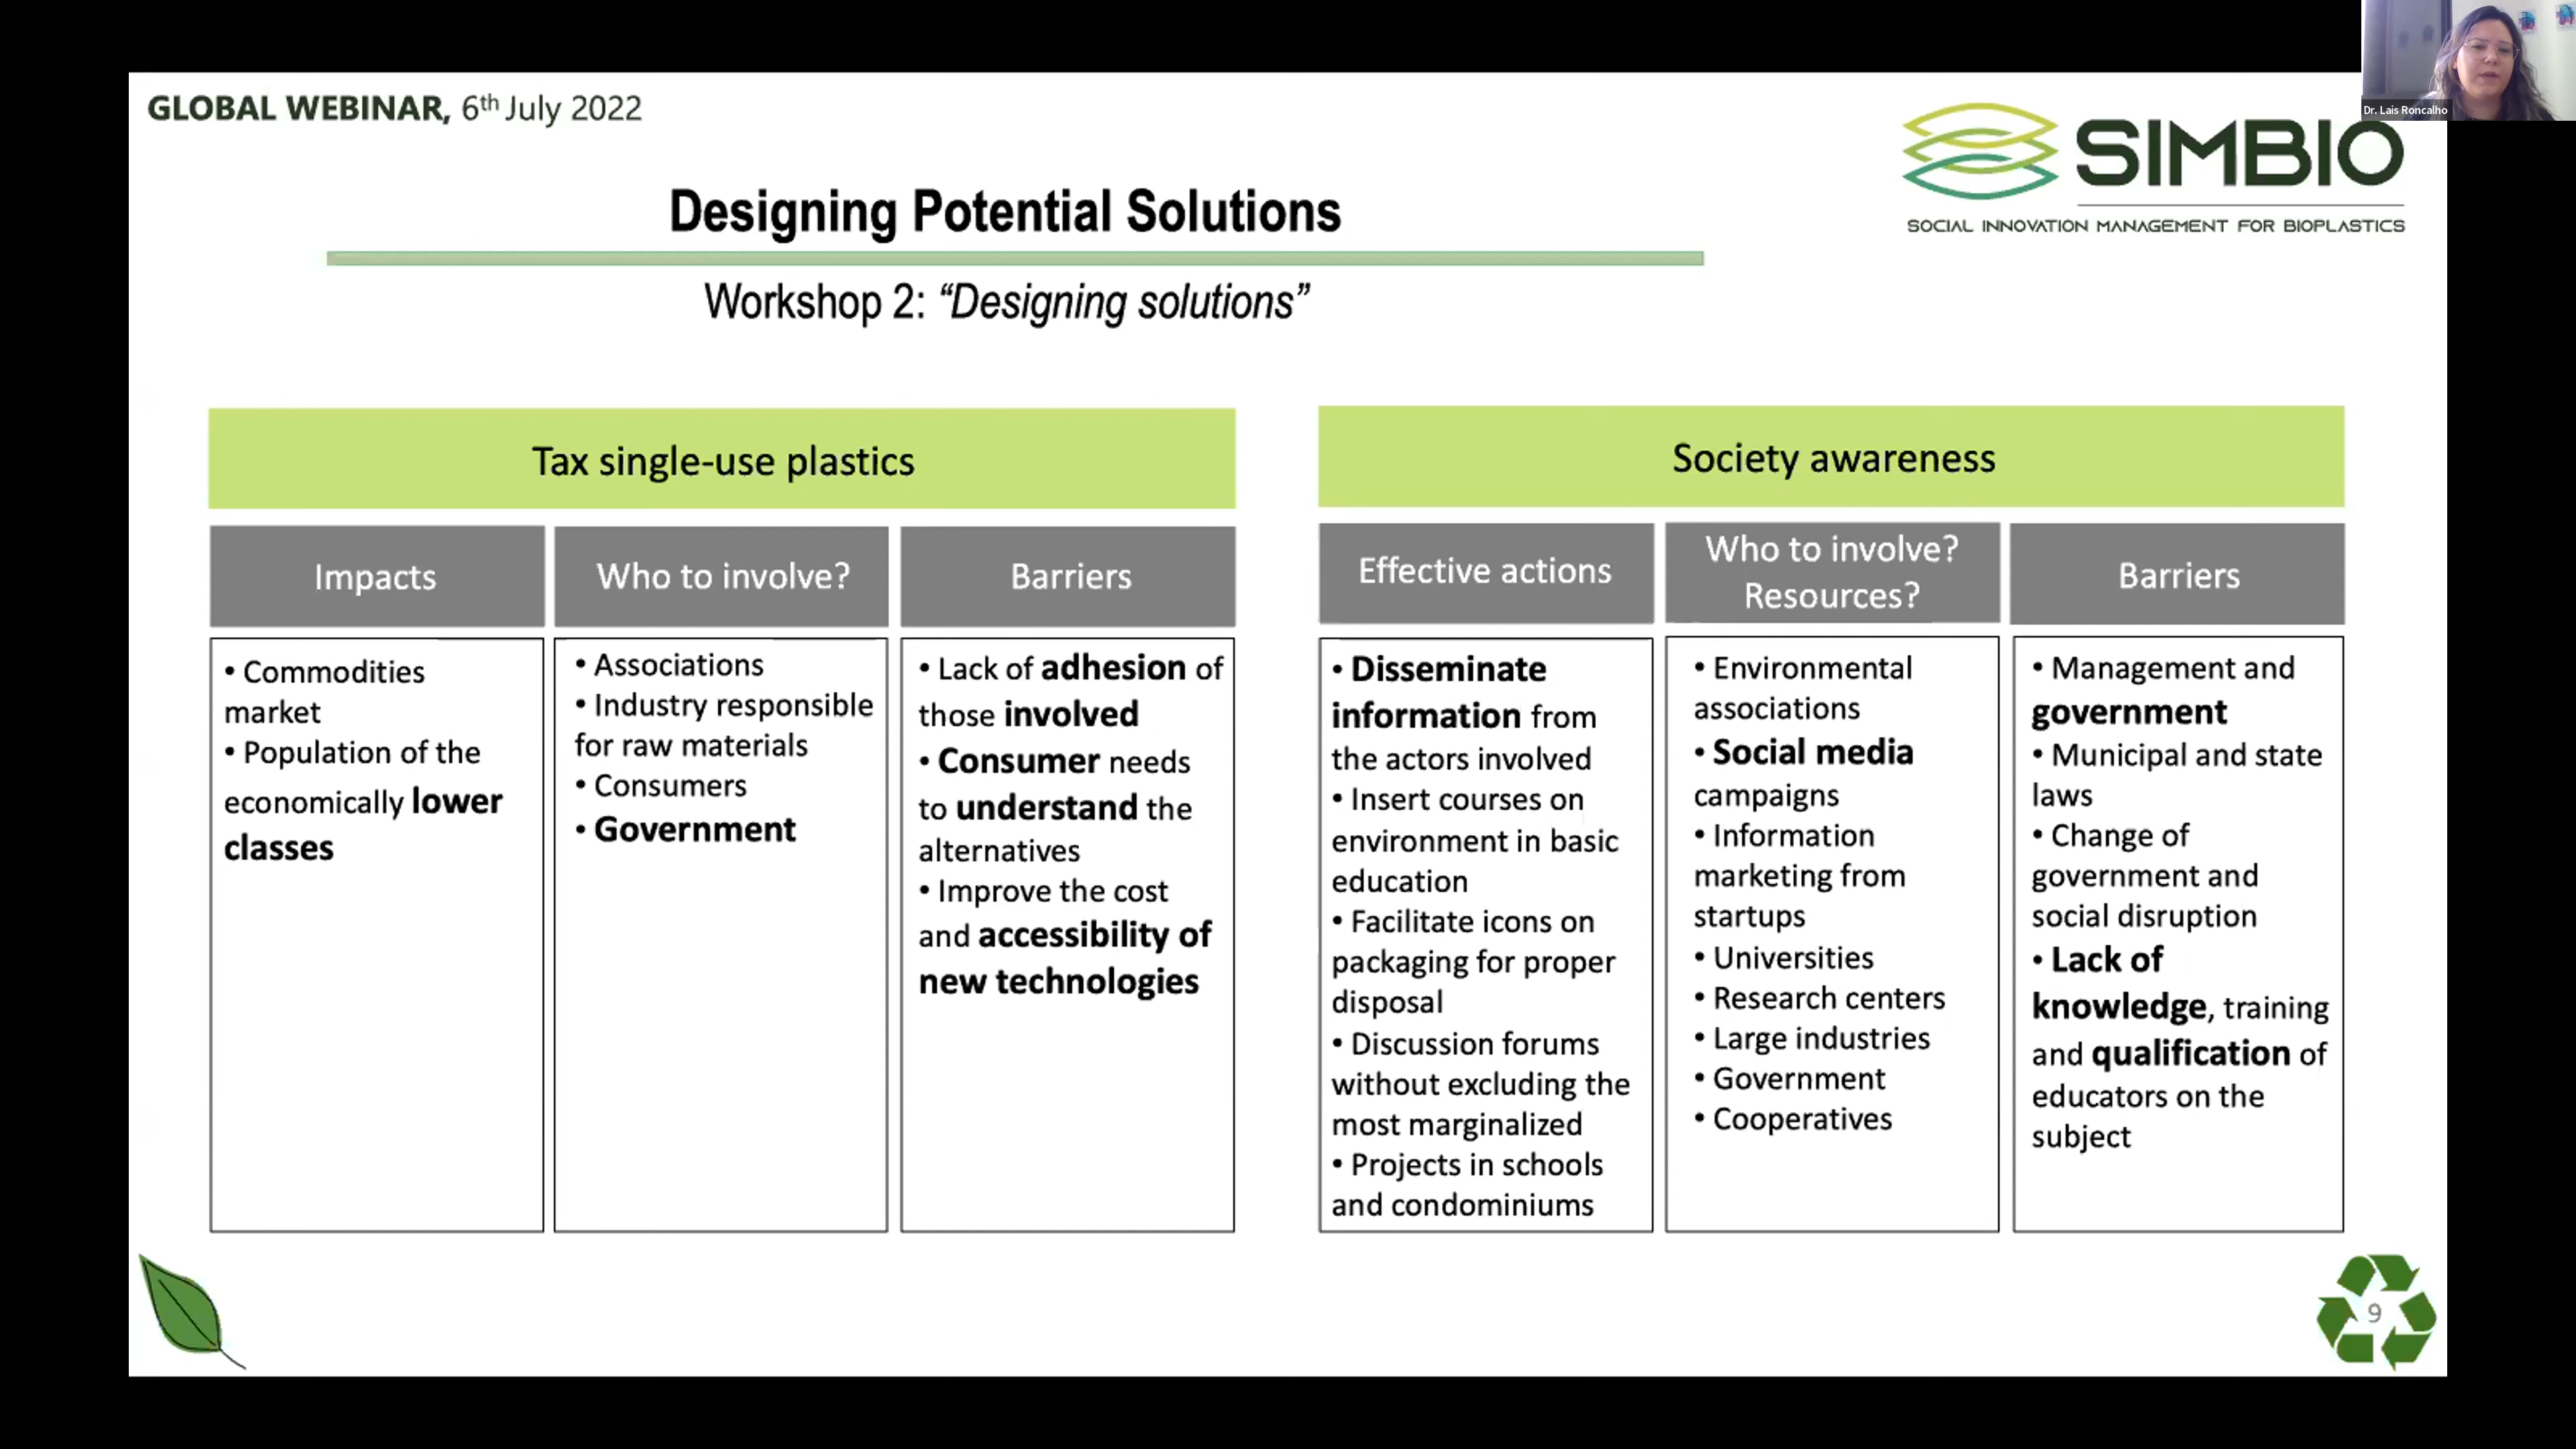 Dr. Lais Roncalho
GLOBAL WEBINAR, 6th July 2022
SIMBIO
SOCIAL INNOVATION MANAGEMENT FOR BIOPLASTICS
Designing Potential Solutions
Workshop 2: “Designing solutions”
Tax single-use plastics
Impacts
• Commodities
market
• Population of the
economically lower
classes
Who to involve?
• Associations
• Industry responsible
for raw materials
• Consumers
• Government
Barriers
• Lack of adhesion of
those involved
• Consumer needs
to understand the
alternatives
• Improve the cost
and accessibility of
new technologies
Society awareness
Effective actions
• Disseminate
information from
the actors involved
• Insert courses on
environment in basic
education
• Facilitate icons on
packaging for proper
disposal
• Discussion forums
without excluding the
most marginalized
• Projects in schools
and condominiums
Who to involve?
Resources?
• Environmental
associations
• Social media
campaigns
• Information
marketing from
startups
• Universities
• Research centers
• Large industries
• Government
• Cooperatives
Barriers
• Management and
government
• Municipal and state
laws
• Change of
government and
social disruption
• Lack of
knowledge, training
and qualification of
educators on the
subject
9